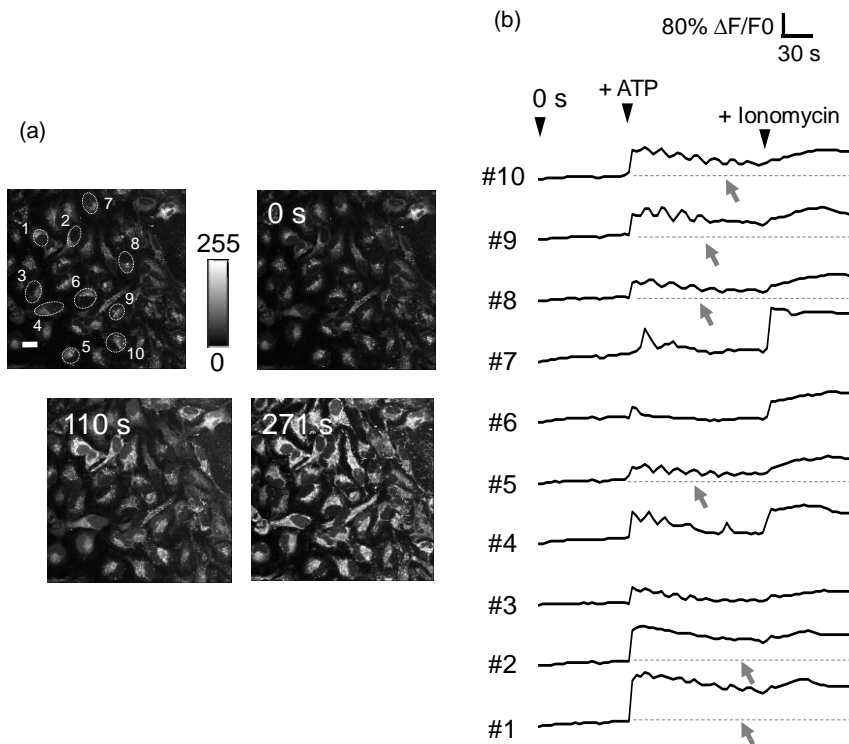 (a)
1
2
3
4
5
6
7
8
9
10
255
0
0 s
110 s
271 s
(b)
80% ΔF/F0
30 s
0 s
+ ATP
+ Ionomycin
#10
#9
#8
#7
#6
#5
#4
#3
#2
#1